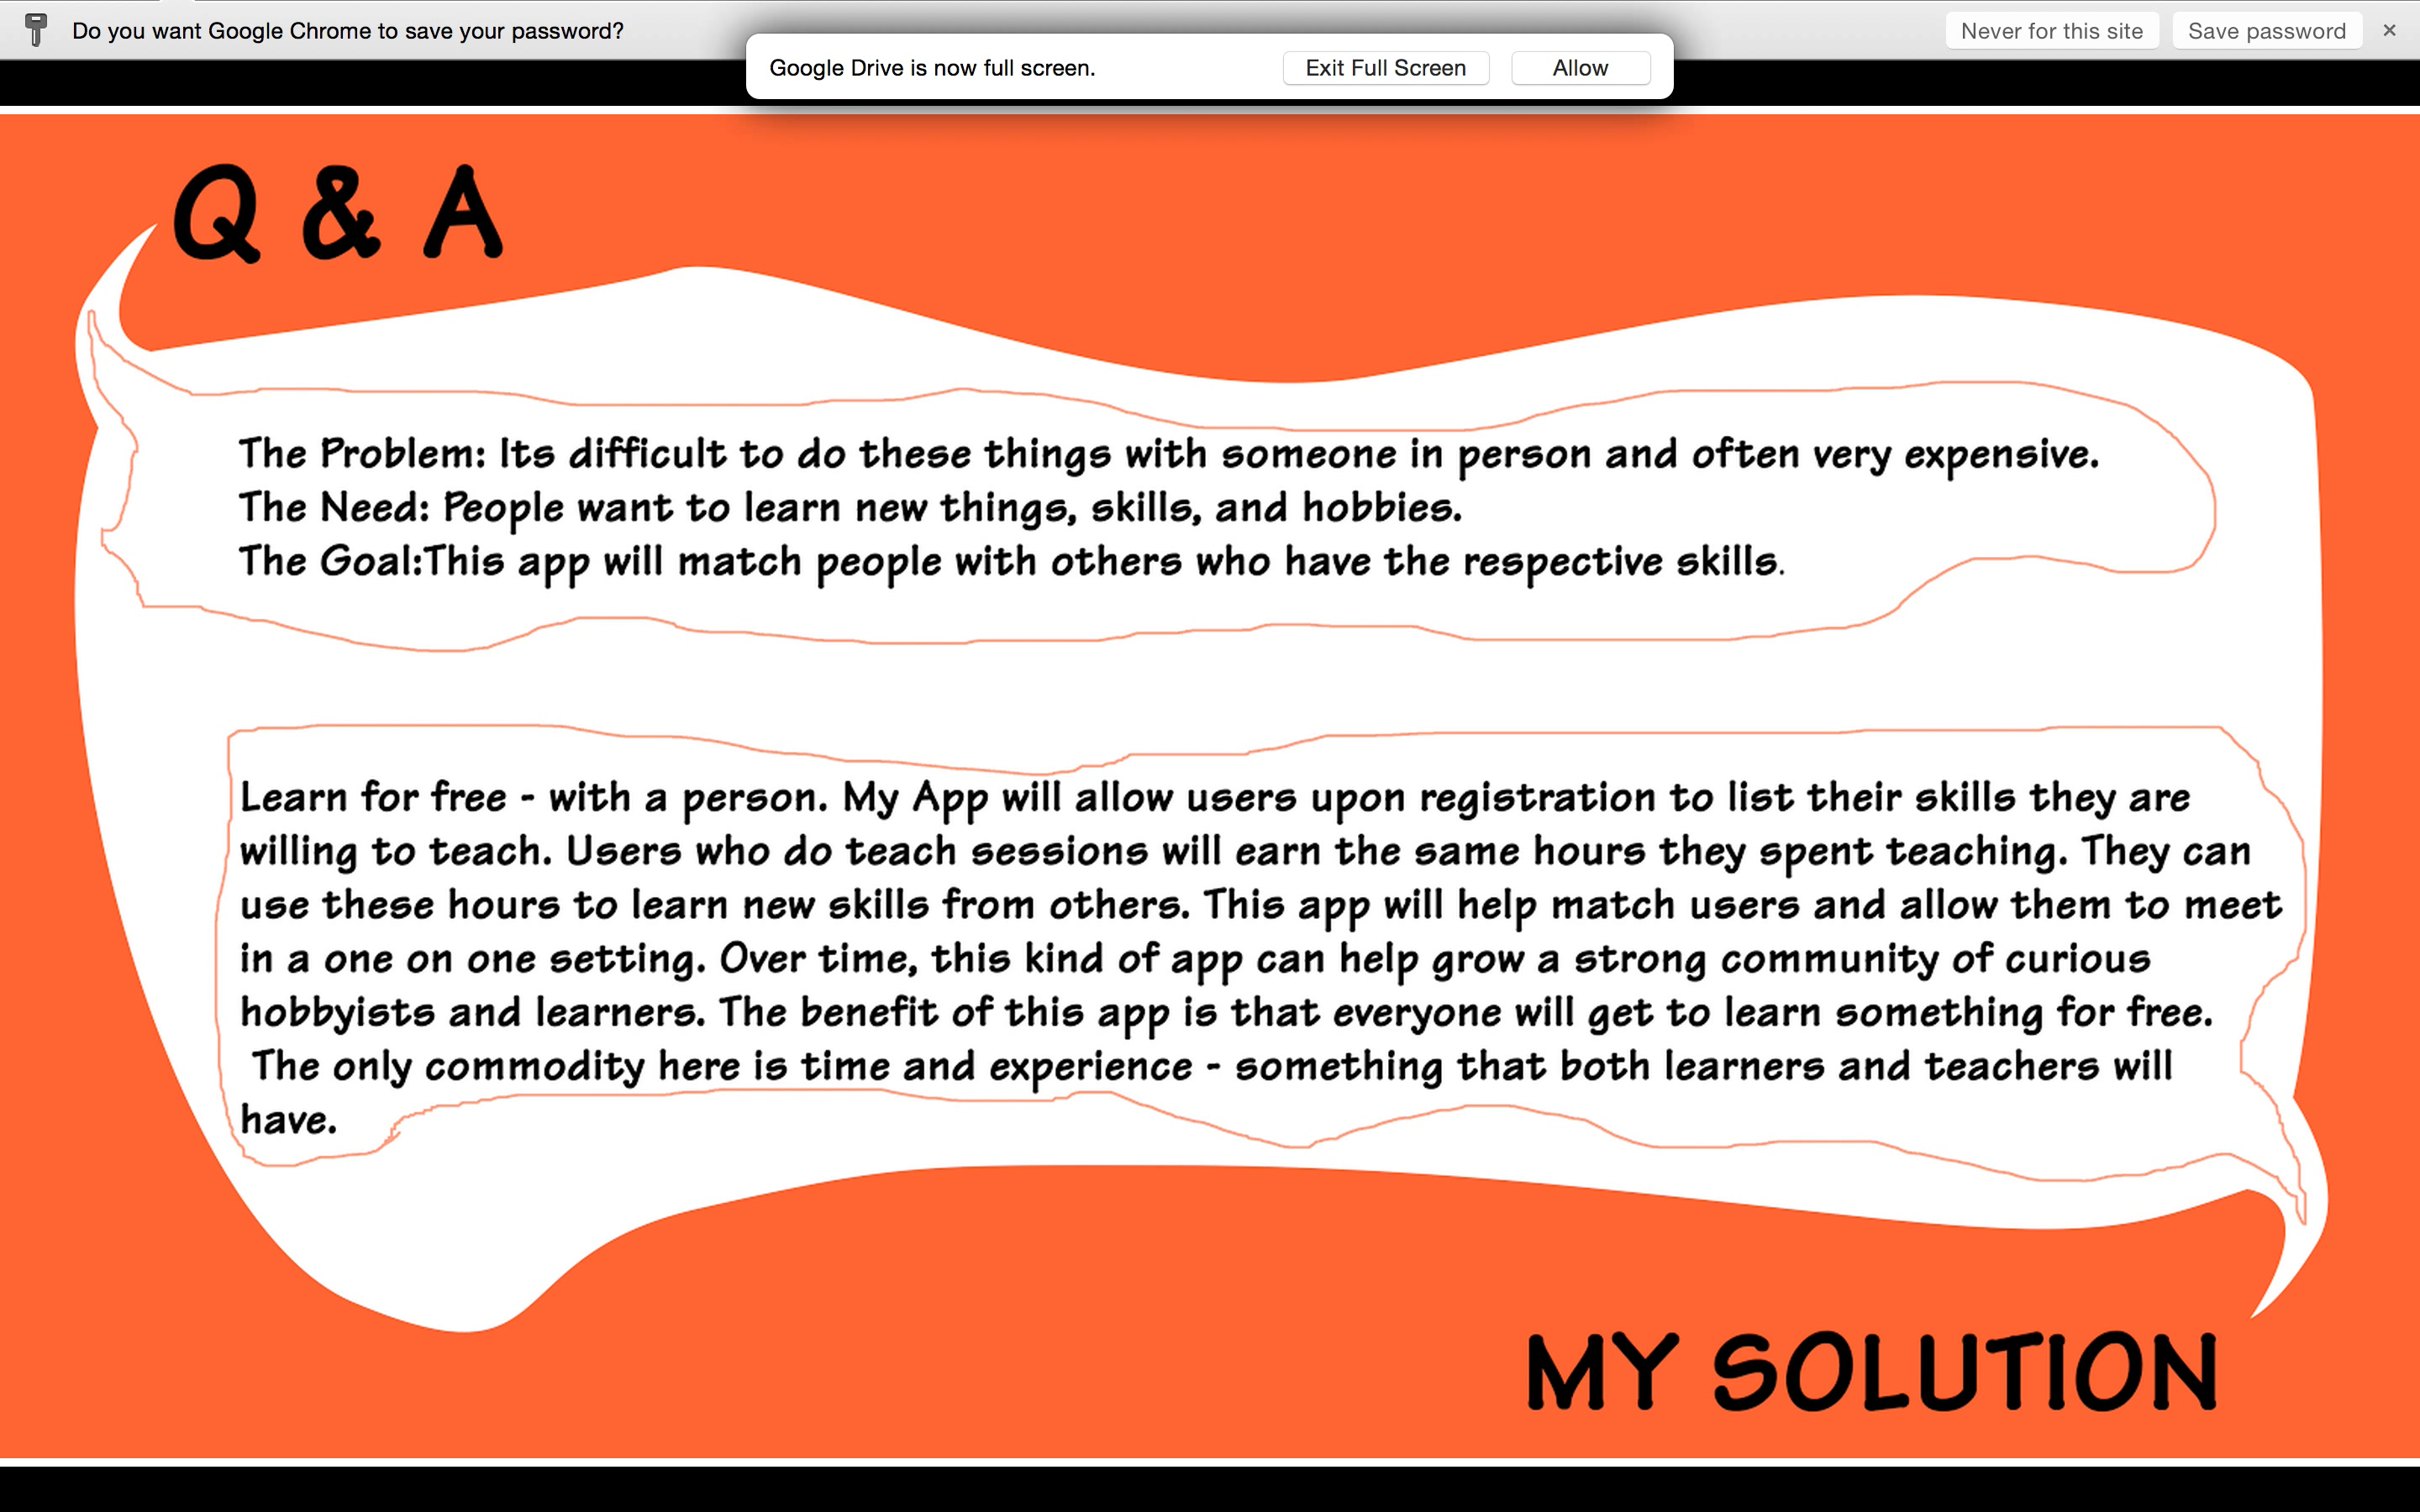 Do you want Google Chrome to save your password?
Never for this site
Save password
×
Google Drive is now full screen.
Exit Full Screen
Allow
Q & A
The Problem: Its difficult to do these things with someone in person and often very expensive.
The Need: People want to learn new things, skills, and hobbies.
The Goal:This app will match people with others who have the respective skills.
Learn for free - with a person. My App will allow users upon registration to list their skills they are
willing to teach. Users who do teach sessions will earn the same hours they spent teaching. They can
use these hours to learn new skills from others. This app will help match users and allow them to meet
in a one on one setting. Over time, this kind of app can help grow a strong community of curious
hobbyists and learners. The benefit of this app is that everyone will get to learn something for free.
The only commodity here is time and experience - something that both learners and teachers will
have.
MY SOLUTION